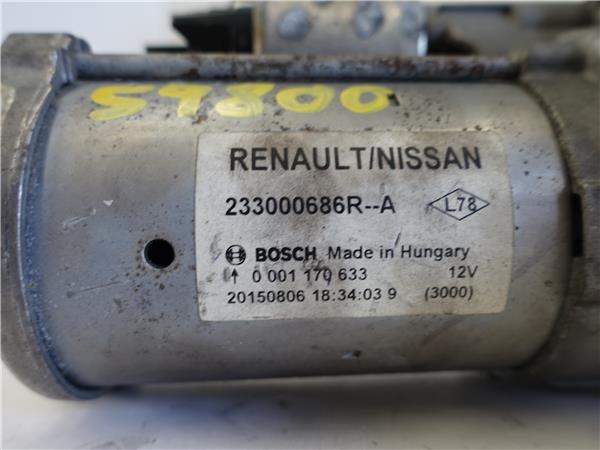 59800
RENAULT/NISSAN
233000686R--A L78
BOSCH Made in Hungary
0 001 170 633 12V
20150806 18:34:03 9 (3000)